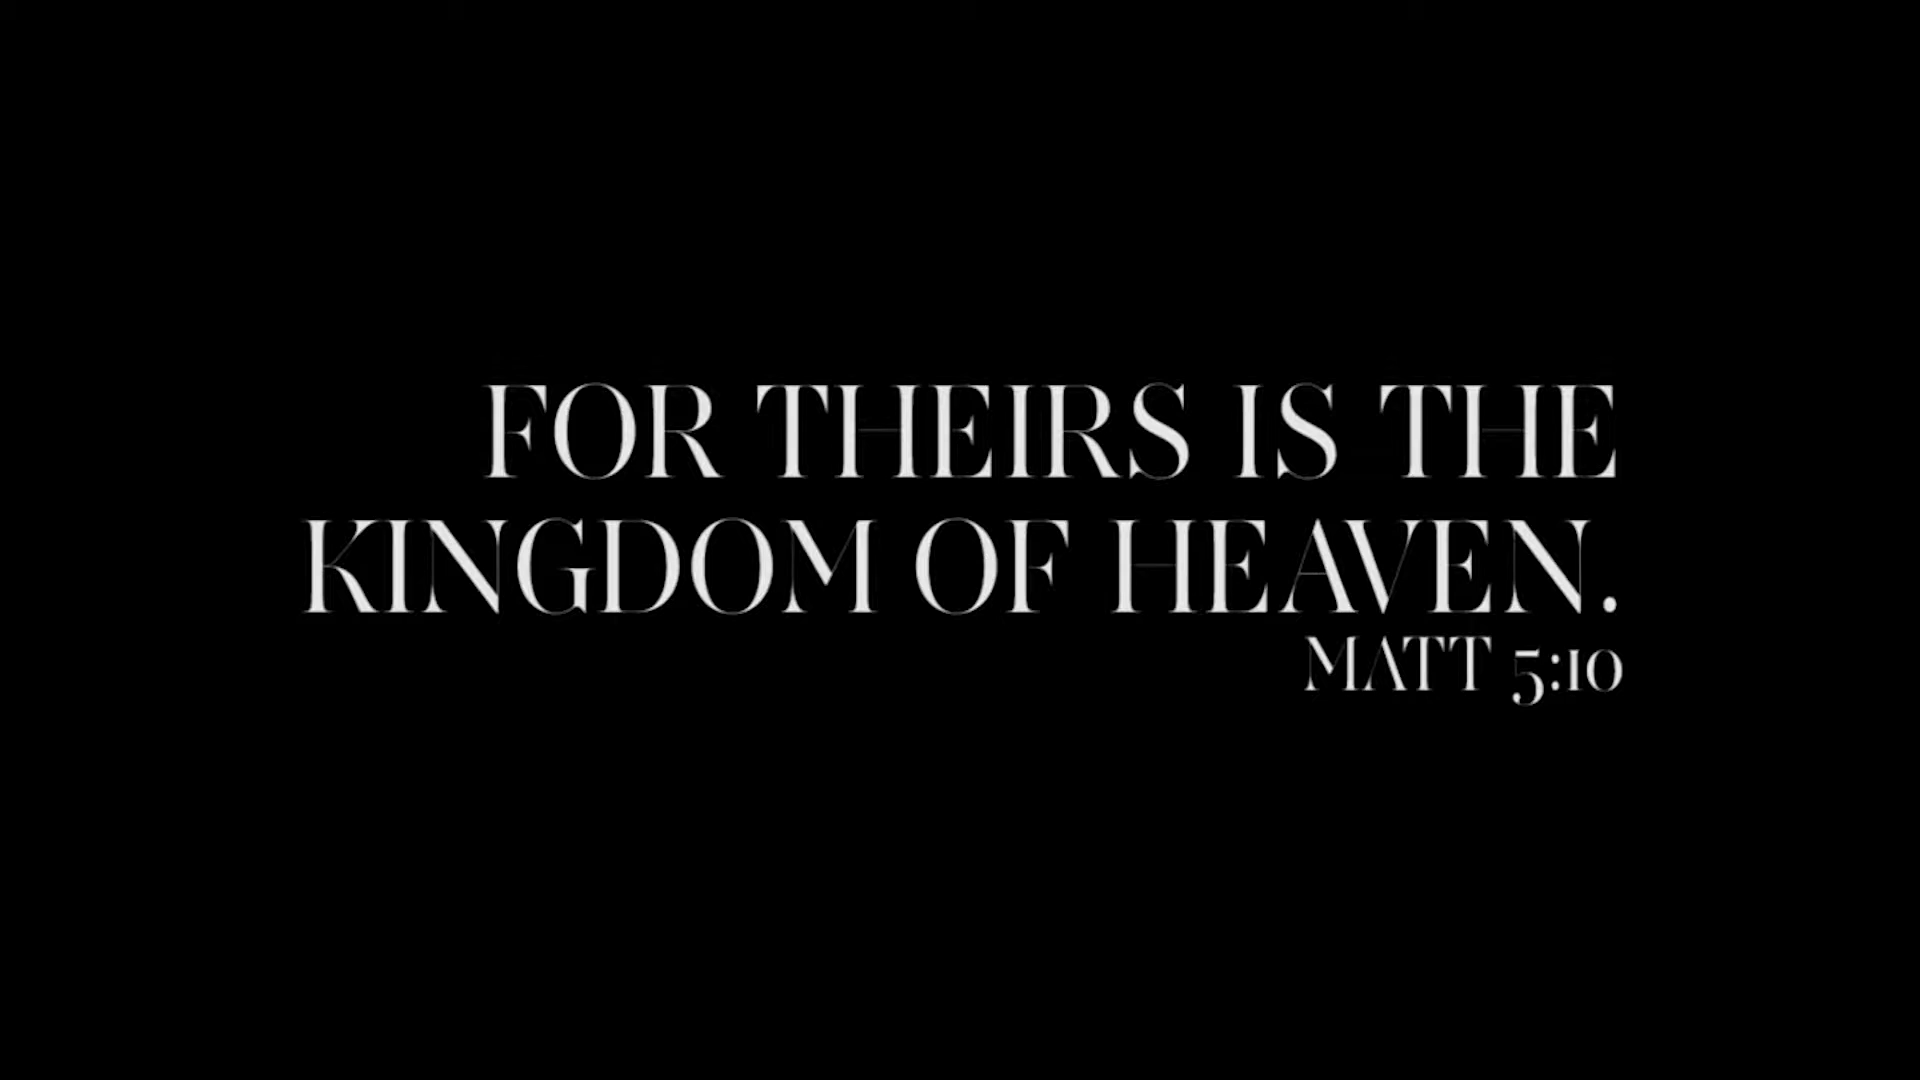 FOR THEIRS IS THE
KINGDOM OF HEAVEN.
MATT 5:10